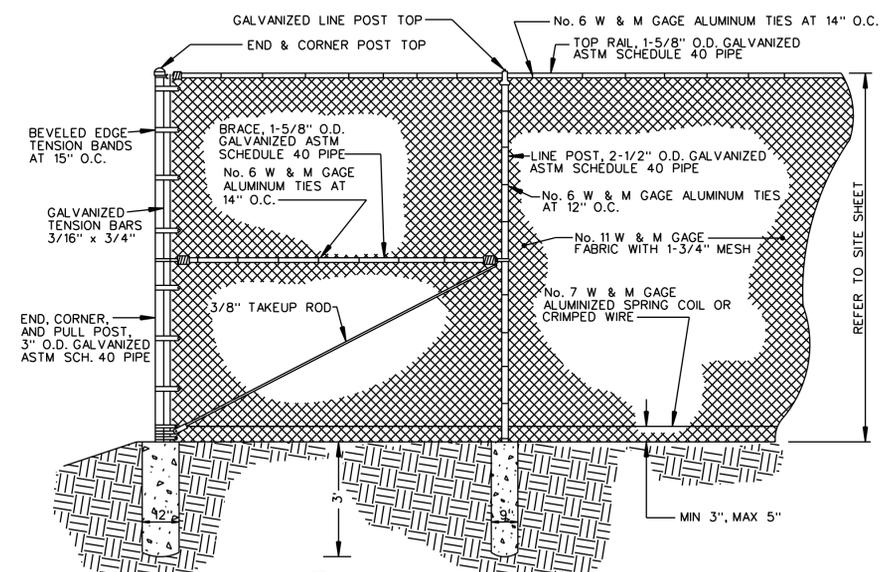 GALVANIZED LINE POST TOP
END & CORNER POST TOP
No. 6 W & M GAGE ALUMINUM TIES AT 14" O.C.
TOP RAIL, 1-5/8" O.D. GALVANIZED
ASTM SCHEDULE 40 PIPE
BEVELED EDGE
TENSION BANDS
AT 15" O.C.
BRACE, 1-5/8" O.D.
GALVANIZED ASTM
SCHEDULE 40 PIPE
No. 6 W & M GAGE
ALUMINUM TIES AT
14" O.C.
LINE POST, 2-1/2" O.D. GALVANIZED
ASTM SCHEDULE 40 PIPE
No. 6 W & M GAGE ALUMINUM TIES
AT 12" O.C.
GALVANIZED
TENSION BARS
3/16" x 3/4"
No. 11 W & M GAGE
FABRIC WITH 1-3/4" MESH
REFER TO SITE SHEET
3/8" TAKEUP ROD
No. 7 W & M GAGE
ALUMINIZED SPRING COIL OR
CRIMPED WIRE
END, CORNER,
AND PULL POST,
3" O.D. GALVANIZED
ASTM SCH. 40 PIPE
3'
12"
9"
MIN 3", MAX 5"